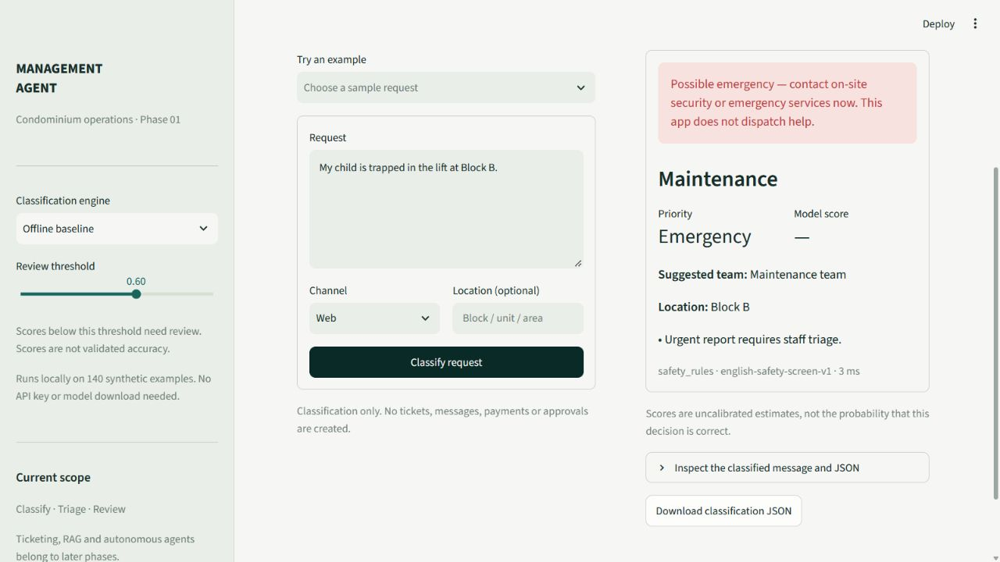 Deploy
MANAGEMENT
AGENT
Condominium operations · Phase 01
Classification engine
Offline baseline
Review threshold
0.60
Scores below this threshold need review.
Scores are not validated accuracy.
Runs locally on 140 synthetic examples. No
API key or model download needed.
Current scope
Classify · Triage · Review
Ticketing, RAG and autonomous agents
belong to later phases.
Try an example
Choose a sample request
Request
My child is trapped in the lift at Block B.
Channel
Location (optional)
Web
Block / unit / area
Classify request
Classification only. No tickets, messages, payments or approvals
are created.
Possible emergency — contact on-site
security or emergency services now. This
app does not dispatch help.
Maintenance
Priority
Model score
Emergency
—
Suggested team: Maintenance team
Location: Block B
• Urgent report requires staff triage.
safety_rules · english-safety-screen-v1 · 3 ms
Scores are uncalibrated estimates, not the probability that this
decision is correct.
Inspect the classified message and JSON
Download classification JSON